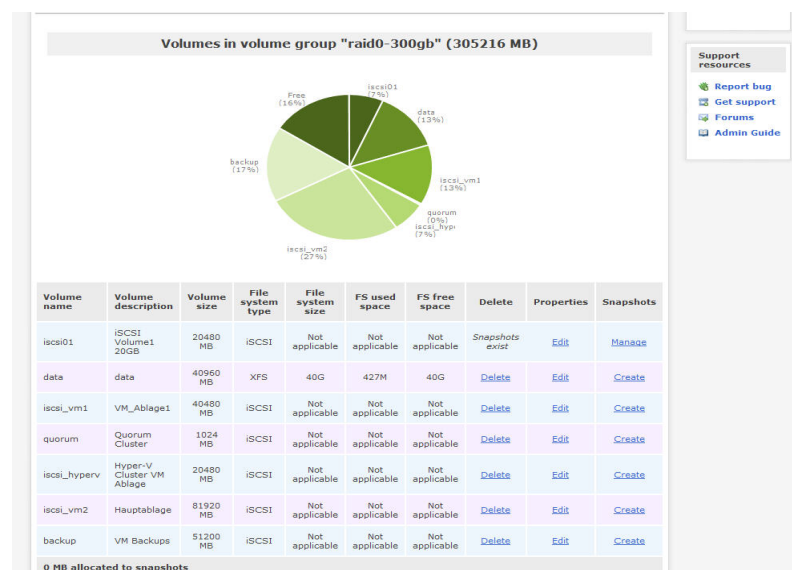 Volumes in volume group "raid0-300gb" (305216 MB)
Support
resources
Report bug
Get support
Forums
Admin Guide
Free
(16%)
iscsi01
(7%)
data
(13%)
backup
(17%)
iscsi_vm1
(13%)
quorum
(0%)
iscsi_hyp
(7%)
iscsi_vm2
(27%)
Volume name Volume description Volume size File system type File system size FS used space FS free space Delete Properties Snapshots
iscsi01 iSCSI Volume1 20GB 20480 MB iSCSI Not applicable Not applicable Not applicable Snapshots exist Edit Manage
data data 40960 MB XFS 40G 427M 40G Delete Edit Create
iscsi_vm1 VM_Ablage1 40480 MB iSCSI Not applicable Not applicable Not applicable Delete Edit Create
quorum Quorum Cluster 1024 MB iSCSI Not applicable Not applicable Not applicable Delete Edit Create
iscsi_hyperv Hyper-V Cluster VM Ablage 20480 MB iSCSI Not applicable Not applicable Not applicable Delete Edit Create
iscsi_vm2 Hauptablage 81920 MB iSCSI Not applicable Not applicable Not applicable Delete Edit Create
backup VM Backups 51200 MB iSCSI Not applicable Not applicable Not applicable Delete Edit Create
0 MB allocated to snapshots